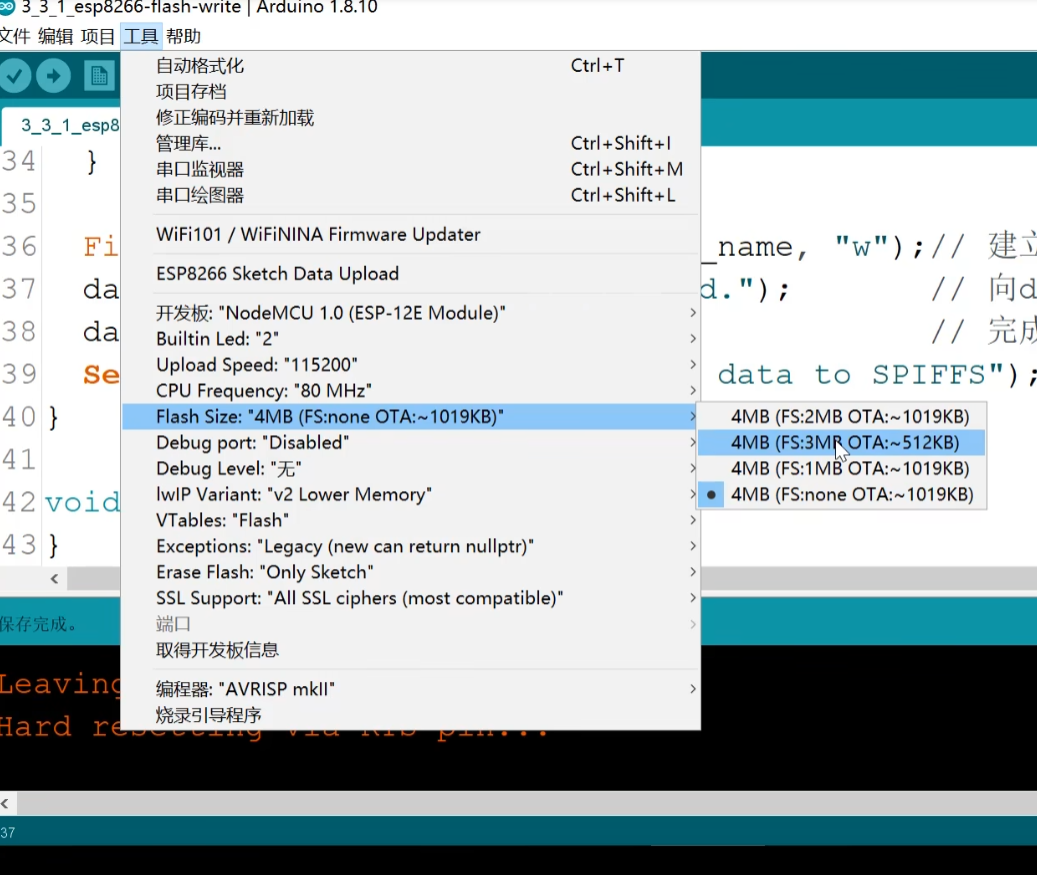 3_3_1_esp8266-flash-write | Arduino 1.8.10
文件 编辑 项目 工具 帮助
自动格式化 Ctrl+T
项目存档
修正编码并重新加载
管理库... Ctrl+Shift+I
串口监视器 Ctrl+Shift+M
串口绘图器 Ctrl+Shift+L
WiFi101 / WiFiNINA Firmware Updater
ESP8266 Sketch Data Upload
开发板: "NodeMCU 1.0 (ESP-12E Module)"
Builtin Led: "2"
Upload Speed: "115200"
CPU Frequency: "80 MHz"
Flash Size: "4MB (FS:none OTA:~1019KB)"
Debug port: "Disabled"
Debug Level: "无"
lwIP Variant: "v2 Lower Memory"
VTables: "Flash"
Exceptions: "Legacy (new can return nullptr)"
Erase Flash: "Only Sketch"
SSL Support: "All SSL ciphers (most compatible)"
端口
取得开发板信息
编程器: "AVRISP mkII"
烧录引导程序
4MB (FS:2MB OTA:~1019KB)
4MB (FS:3MB OTA:~512KB)
4MB (FS:1MB OTA:~1019KB)
4MB (FS:none OTA:~1019KB)
3_3_1_esp8
34 }
35
36 Fi _name, "w");// 建立
37 da d."); // 向d
38 da // 完成
39 Se data to SPIFFS");
40 }
41
42 void
43 }
保存完成。
Leaving
Hard resetting via RTS pin...
37